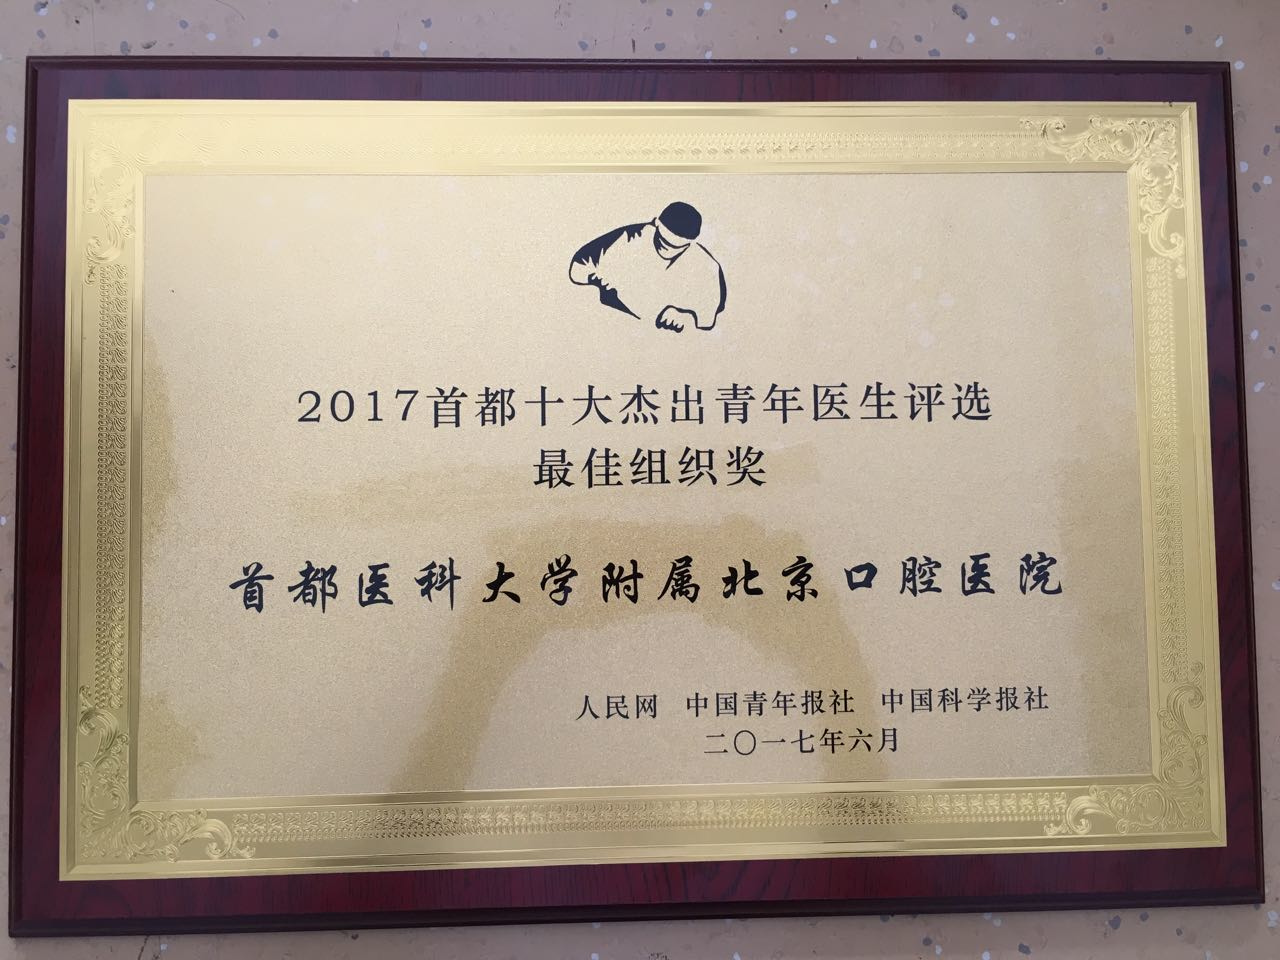 2017首都十大杰出青年医生评选
最佳组织奖
首都医科大学附属北京口腔医院
人民网 中国青年报社 中国科学报社
二〇一七年六月